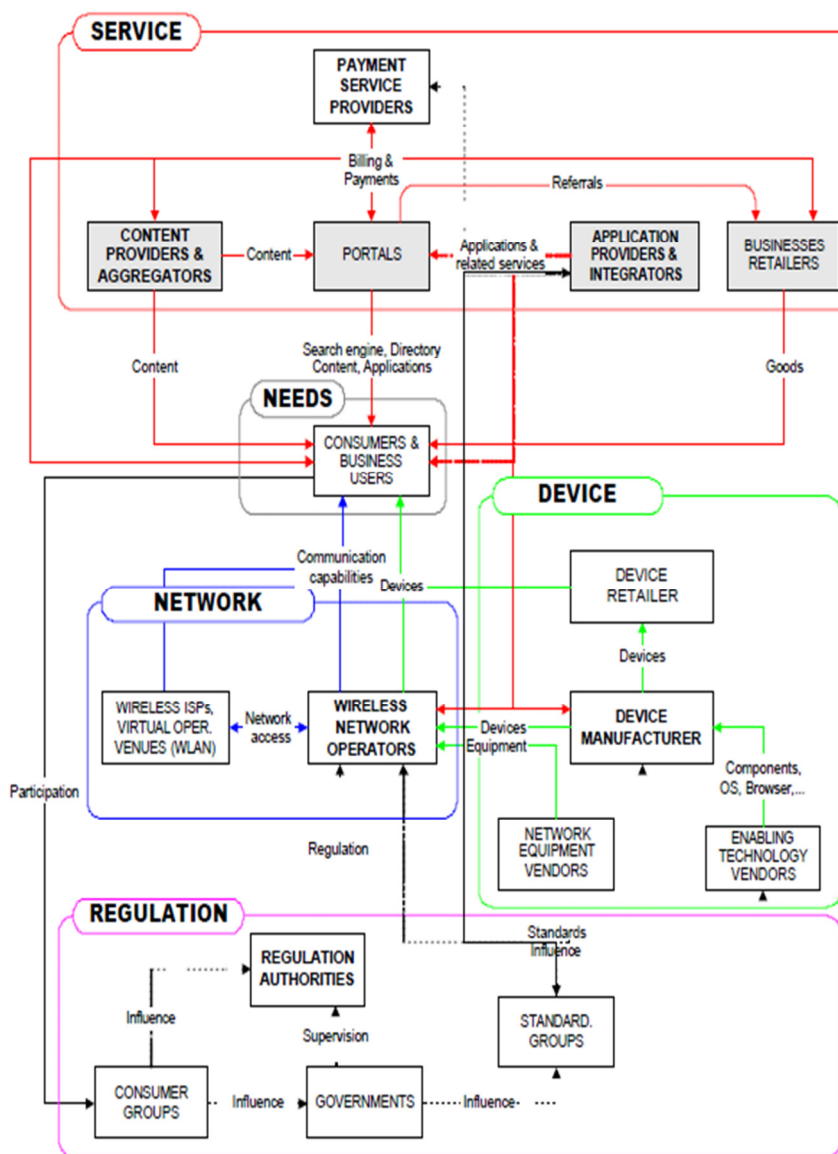 SERVICE
PAYMENT
SERVICE
PROVIDERS
Billing &
Payments
Referrals
CONTENT
PROVIDERS &
AGGREGATORS
Content
PORTALS
Applications &
related services
APPLICATION
PROVIDERS &
INTEGRATORS
BUSINESSES
RETAILERS
Content
Search engine, Directory
Content, Applications
Goods
NEEDS
CONSUMERS &
BUSINESS
USERS
DEVICE
Communication
capabilities
Devices
DEVICE
RETAILER
NETWORK
Devices
WIRELESS ISPs,
VIRTUAL OPER.
VENUES (WLAN)
Network
access
WIRELESS
NETWORK
OPERATORS
Devices
Equipment
DEVICE
MANUFACTURER
Components,
OS, Browser,...
Participation
Regulation
NETWORK
EQUIPMENT
VENDORS
ENABLING
TECHNOLOGY
VENDORS
REGULATION
Standards
Influence
REGULATION
AUTHORITIES
Influence
Supervision
STANDARD.
GROUPS
CONSUMER
GROUPS
Influence
GOVERNMENTS
Influence